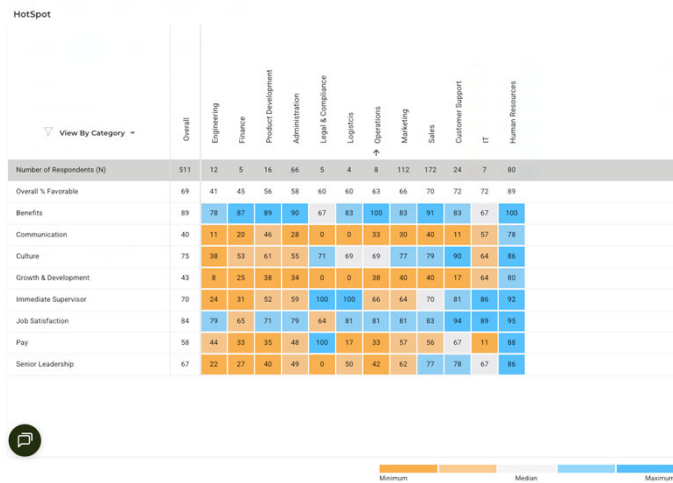 HotSpot
View By Category
Overall
Engineering
Finance
Product Development
Administration
Legal & Compliance
Logistcis
Operations
Marketing
Sales
Customer Support
IT
Human Resources
Number of Respondents (N) 511 12 5 16 66 5 4 8 112 172 24 7 80
Overall % Favorable 69 41 45 56 58 60 60 63 66 70 72 72 89
Benefits 89 78 87 89 90 67 83 100 83 91 83 67 100
Communication 40 11 20 46 28 0 0 33 30 40 11 57 78
Culture 75 38 53 61 55 71 69 69 77 79 90 64 86
Growth & Development 43 8 25 38 34 0 0 38 40 40 17 64 80
Immediate Supervisor 70 24 31 52 59 100 100 66 64 70 81 86 92
Job Satisfaction 84 79 65 71 79 64 81 81 81 83 94 89 95
Pay 58 44 33 35 48 100 17 33 57 56 67 11 88
Senior Leadership 67 22 27 40 49 0 50 42 62 77 78 67 86
Minimum Median Maximum